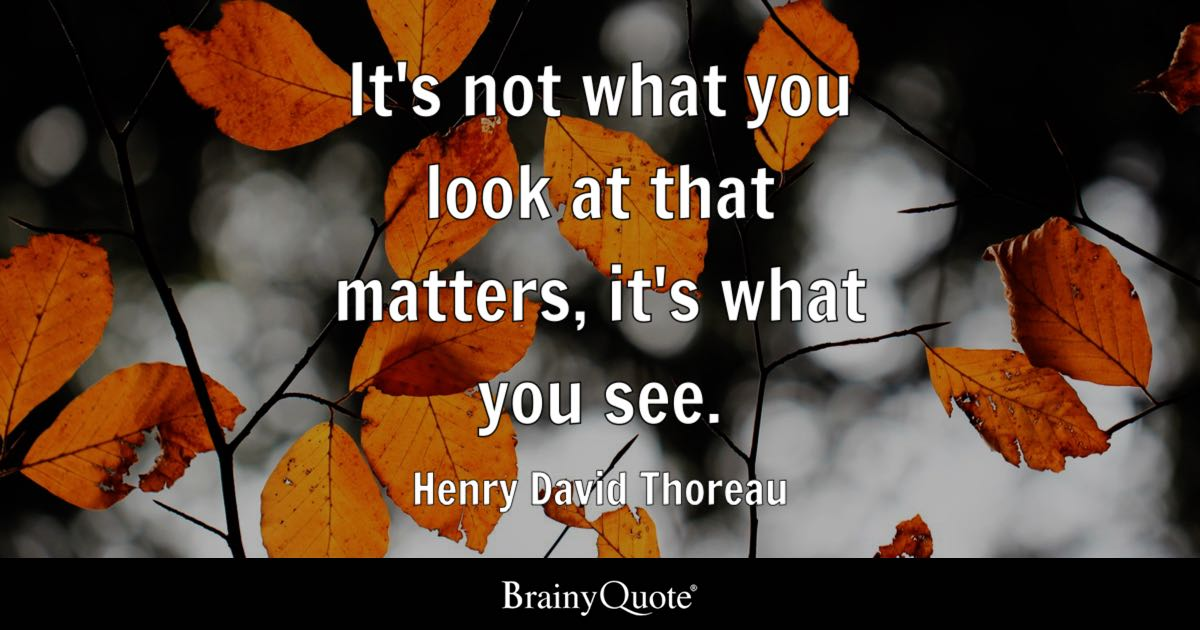 It's not what you
look at that
matters, it's what
you see.
Henry David Thoreau
BrainyQuote®